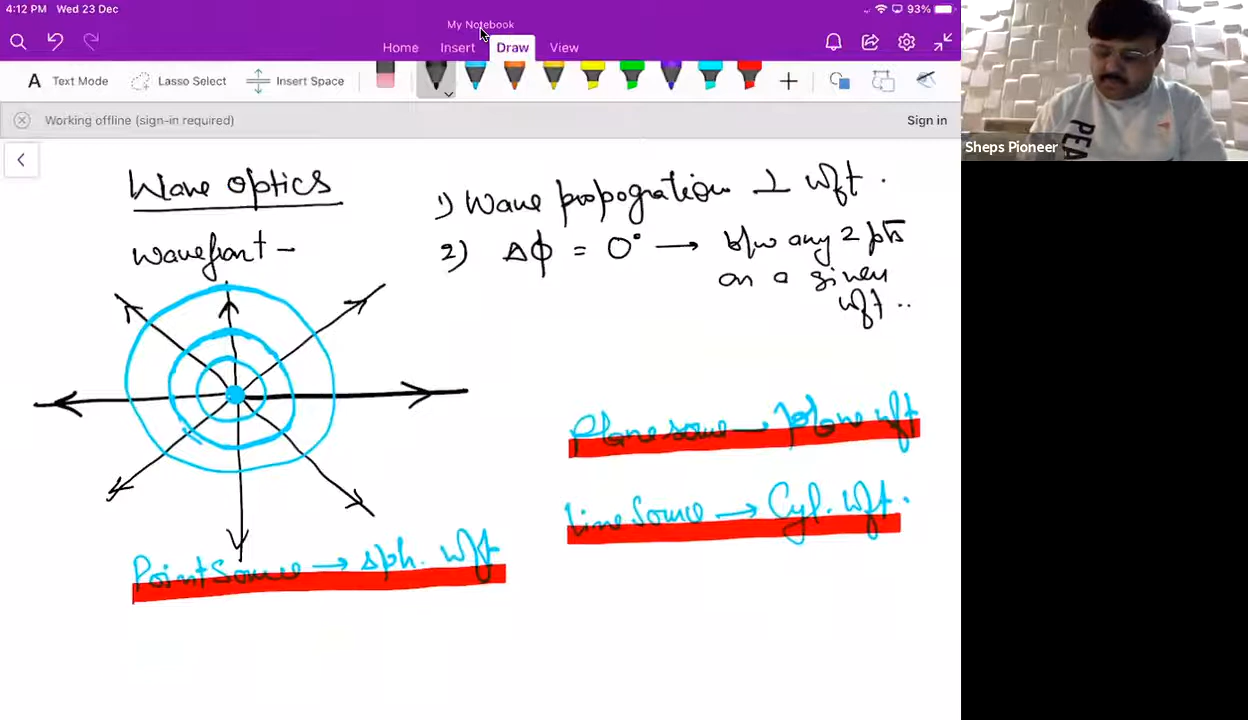 4:12 PM Wed 23 Dec
93%
My Notebook
Home Insert Draw View
A Text Mode Lasso Select Insert Space
Working offline (sign-in required)
Sign in
Sheps Pioneer
PEA
Wave optics
wavefront -
1) Wave propogration ⊥ wft.
2) Δϕ = 0° → b/w any 2 pts
on a given
wft..
Plane source → plane wft
Line Source → Cyl. wft.
Point Source → sph. wft